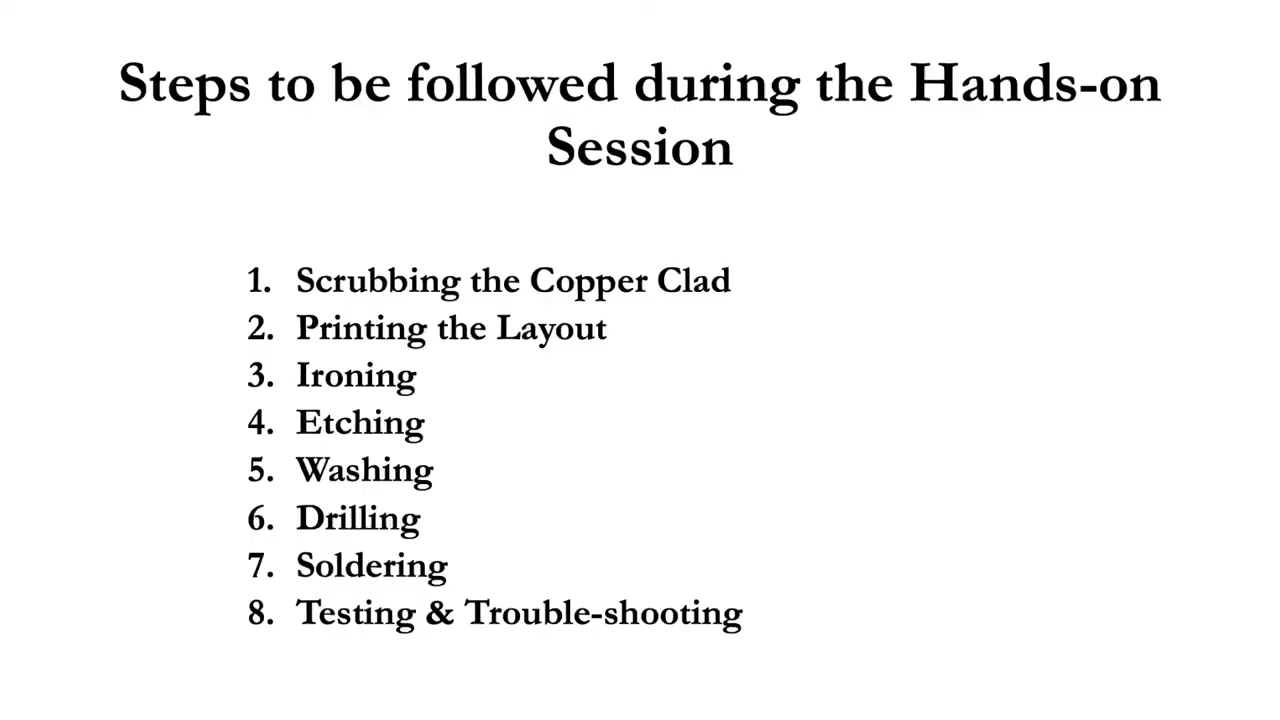 Steps to be followed during the Hands-on
Session
1. Scrubbing the Copper Clad
2. Printing the Layout
3. Ironing
4. Etching
5. Washing
6. Drilling
7. Soldering
8. Testing & Trouble-shooting